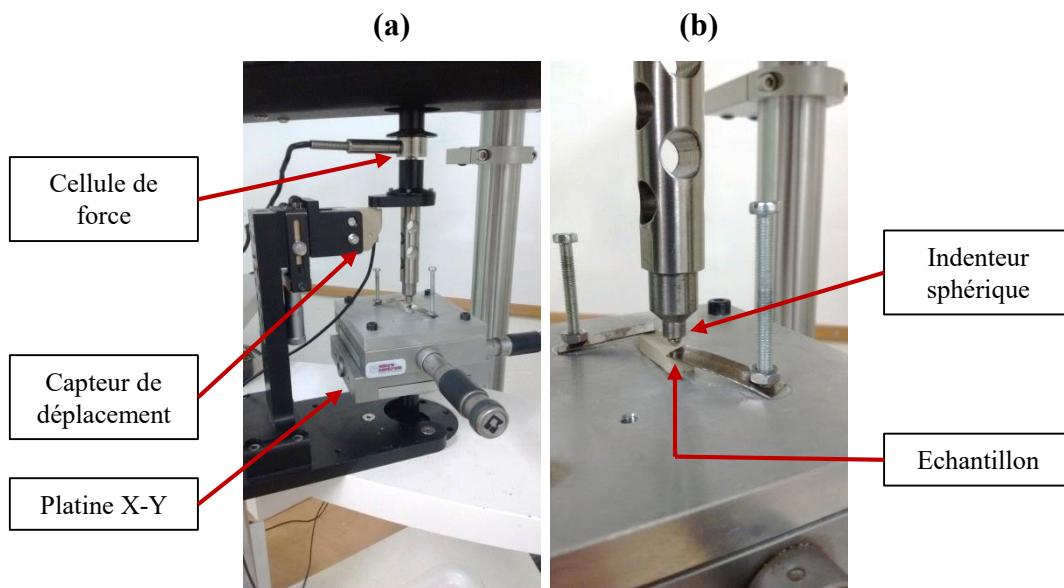 (a)
(b)
Cellule de
force
Capteur de
déplacement
Platine X-Y
Indenteur
sphérique
Echantillon